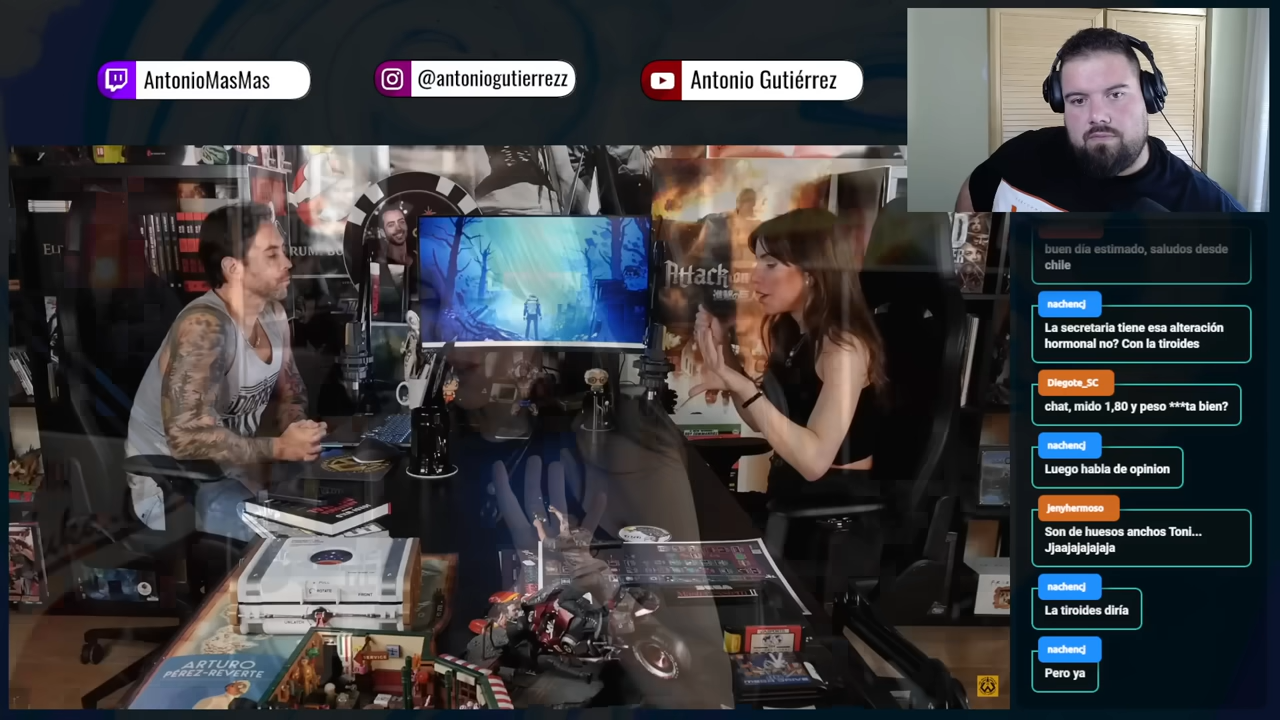 AntonioMasMas
@antoniogutierrezz
Antonio Gutiérrez
buen día estimado, saludos desde
chile
nachencj
La secretaria tiene esa alteración
hormonal no? Con la tiroides
Diegote_SC
chat, mido 1,80 y peso ***ta bien?
nachencj
Luego habla de opinion
jenyhermoso
Son de huesos anchos Toni...
Jjaajajajajaja
nachencj
La tiroides diría
nachencj
Pero ya
Attack on
ARTURO
PÉREZ-REVERTE